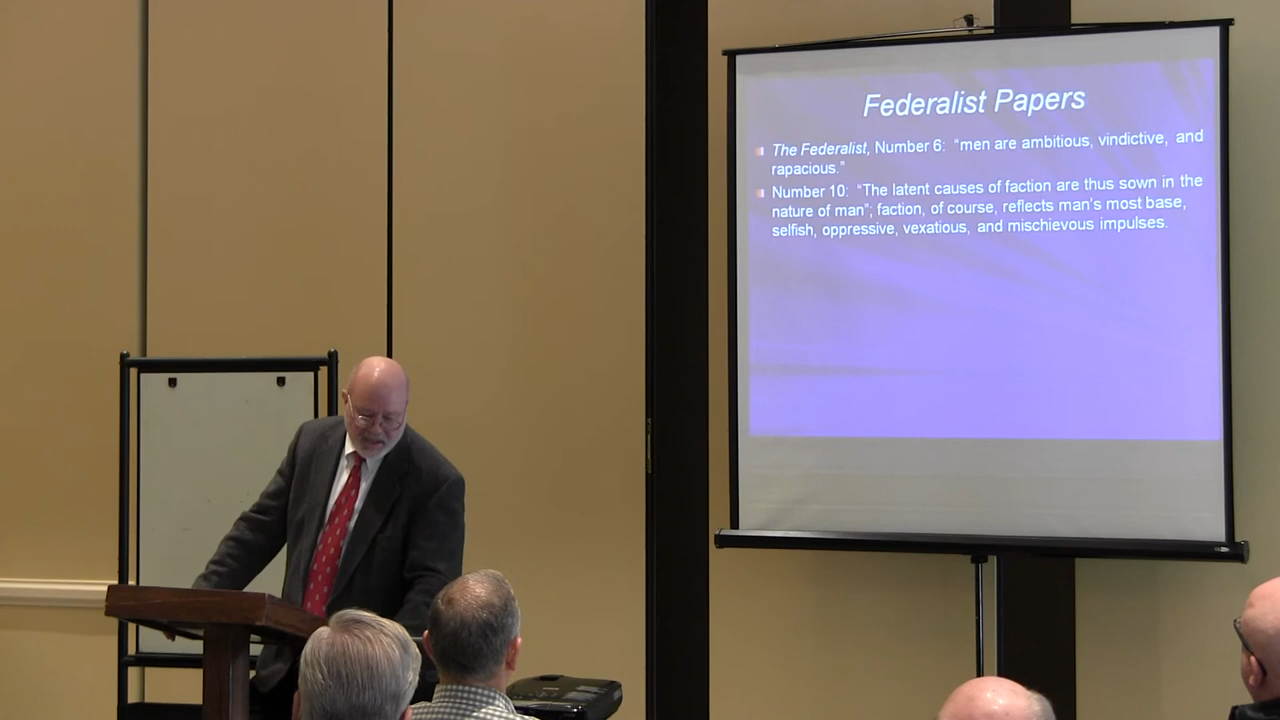 Federalist Papers
The Federalist, Number 6: “men are ambitious, vindictive, and
rapacious.”
Number 10: “The latent causes of faction are thus sown in the
nature of man”; faction, of course, reflects man’s most base,
selfish, oppressive, vexatious, and mischievous impulses.